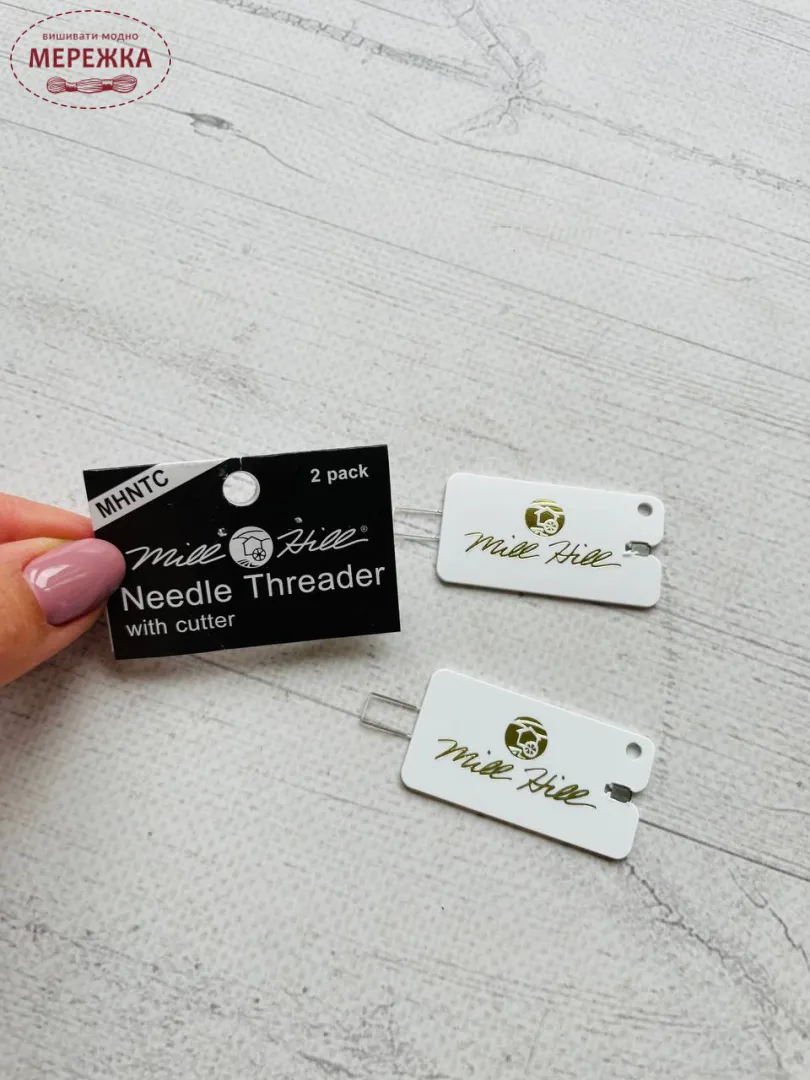 вишивати модно
МЕРЕЖКА
MHNTC
2 pack
Mill Hill®
Needle Threader
with cutter
Mill Hill
Mill Hill